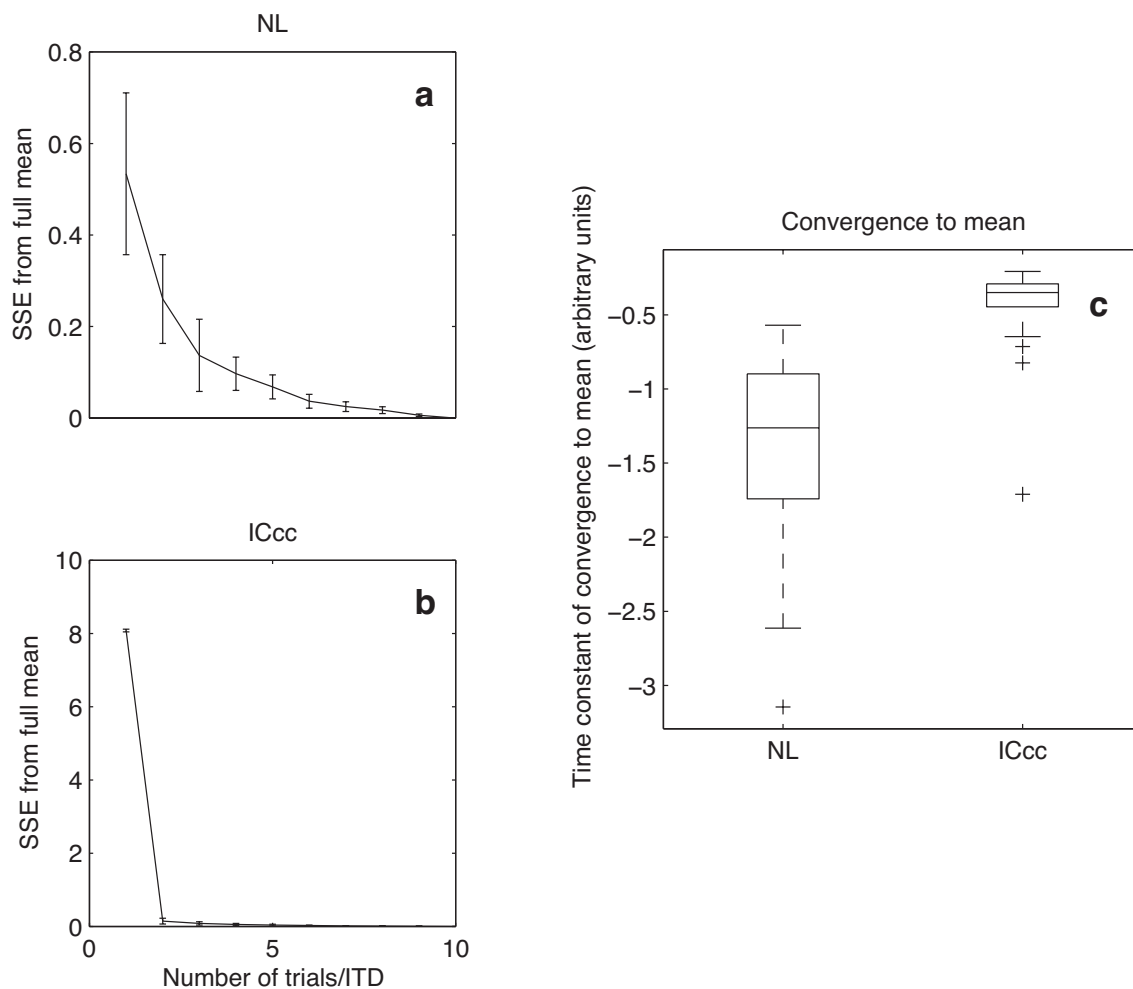 NL
a
SSE from full mean
0.8
0.6
0.4
0.2
0
ICcc
b
SSE from full mean
10
8
6
4
2
0
0 5 10
Number of trials/ITD
Convergence to mean
c
Time constant of convergence to mean (arbitrary units)
−0.5
−1
−1.5
−2
−2.5
−3
NL ICcc